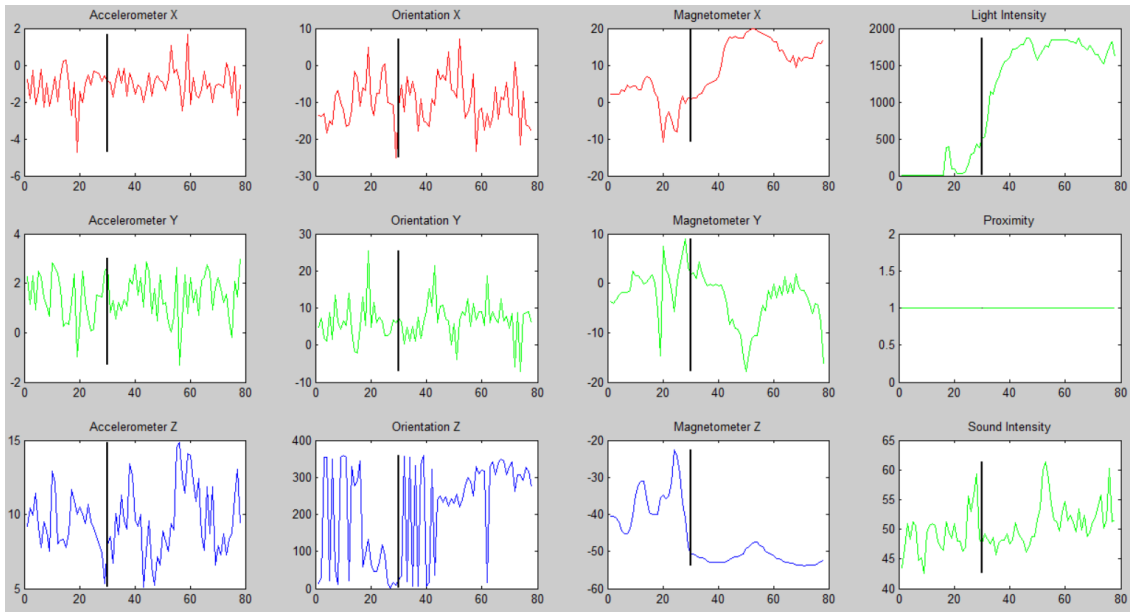 Accelerometer X
2
0
-2
-4
-6
0 20 40 60 80
Orientation X
10
0
-10
-20
-30
0 20 40 60 80
Magnetometer X
20
10
0
-10
-20
0 20 40 60 80
Light Intensity
2000
1500
1000
500
0
0 20 40 60 80
Accelerometer Y
4
2
0
-2
0 20 40 60 80
Orientation Y
30
20
10
0
-10
0 20 40 60 80
Magnetometer Y
10
0
-10
-20
0 20 40 60 80
Proximity
2
1.5
1
0.5
0
0 20 40 60 80
Accelerometer Z
15
10
5
0 20 40 60 80
Orientation Z
400
300
200
100
0
0 20 40 60 80
Magnetometer Z
-20
-30
-40
-50
-60
0 20 40 60 80
Sound Intensity
65
60
55
50
45
40
0 20 40 60 80